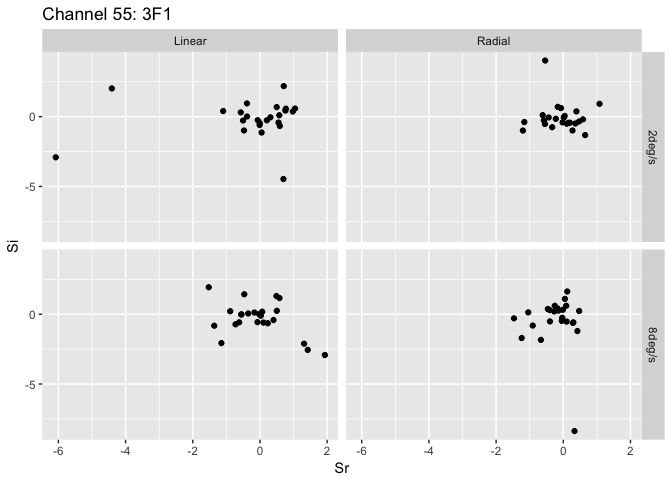 Channel 55: 3F1
Linear
Radial
0
-5
2deg/s
Si
0
-5
8deg/s
-6 -4 -2 0 2 -6 -4 -2 0 2
Sr